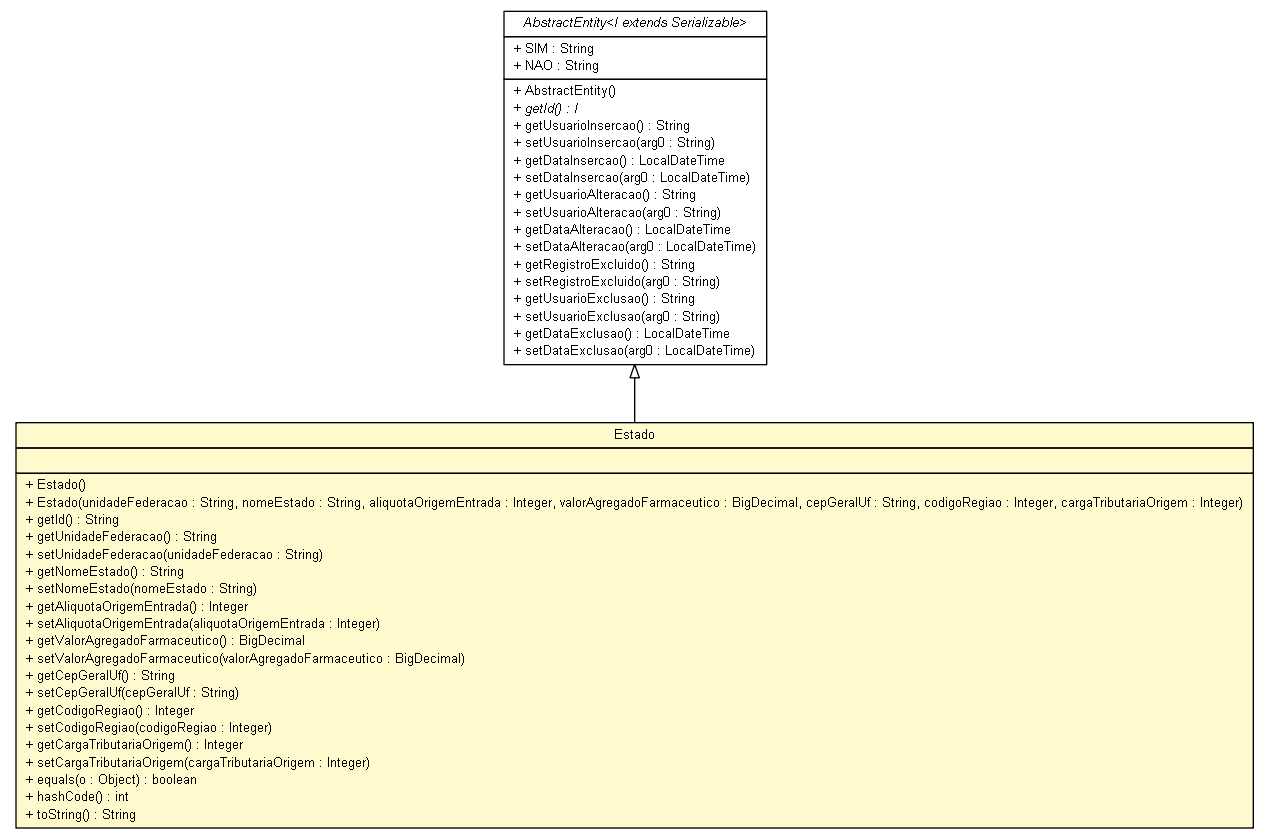 AbstractEntity<I extends Serializable>
+ SIM : String
+ NAO : String
+ AbstractEntity()
+ getId() : I
+ getUsuarioInsercao() : String
+ setUsuarioInsercao(arg0 : String)
+ getDataInsercao() : LocalDateTime
+ setDataInsercao(arg0 : LocalDateTime)
+ getUsuarioAlteracao() : String
+ setUsuarioAlteracao(arg0 : String)
+ getDataAlteracao() : LocalDateTime
+ setDataAlteracao(arg0 : LocalDateTime)
+ getRegistroExcluido() : String
+ setRegistroExcluido(arg0 : String)
+ getUsuarioExclusao() : String
+ setUsuarioExclusao(arg0 : String)
+ getDataExclusao() : LocalDateTime
+ setDataExclusao(arg0 : LocalDateTime)
Estado
+ Estado()
+ Estado(unidadeFederacao : String, nomeEstado : String, aliquotaOrigemEntrada : Integer, valorAgregadoFarmaceutico : BigDecimal, cepGeralUf : String, codigoRegiao : Integer, cargaTributariaOrigem : Integer)
+ getId() : String
+ getUnidadeFederacao() : String
+ setUnidadeFederacao(unidadeFederacao : String)
+ getNomeEstado() : String
+ setNomeEstado(nomeEstado : String)
+ getAliquotaOrigemEntrada() : Integer
+ setAliquotaOrigemEntrada(aliquotaOrigemEntrada : Integer)
+ getValorAgregadoFarmaceutico() : BigDecimal
+ setValorAgregadoFarmaceutico(valorAgregadoFarmaceutico : BigDecimal)
+ getCepGeralUf() : String
+ setCepGeralUf(cepGeralUf : String)
+ getCodigoRegiao() : Integer
+ setCodigoRegiao(codigoRegiao : Integer)
+ getCargaTributariaOrigem() : Integer
+ setCargaTributariaOrigem(cargaTributariaOrigem : Integer)
+ equals(o : Object) : boolean
+ hashCode() : int
+ toString() : String